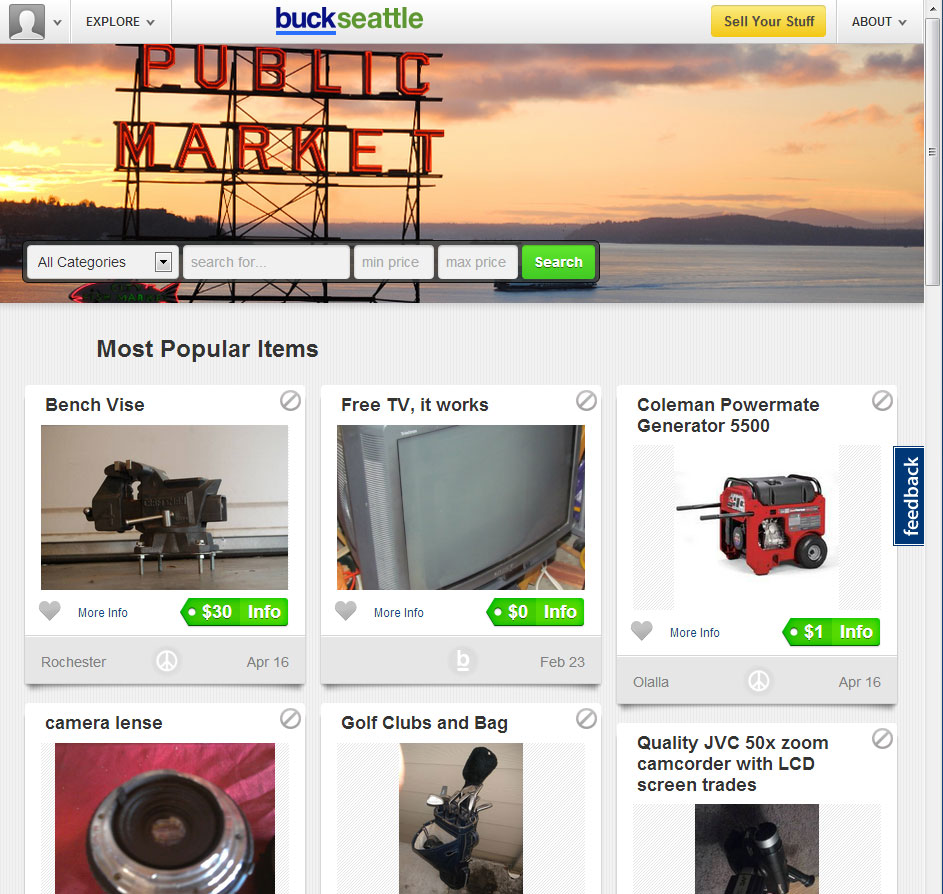 EXPLORE
buckseattle
Sell Your Stuff
ABOUT
PUBLIC
MARKET
All Categories
search for...
min price
max price
Search
Most Popular Items
Bench Vise
More Info
$30 Info
Rochester
Apr 16
Free TV, it works
More Info
$0 Info
b
Feb 23
Coleman Powermate
Generator 5500
More Info
$1 Info
Olalla
Apr 16
feedback
camera lense
Golf Clubs and Bag
Quality JVC 50x zoom
camcorder with LCD
screen trades